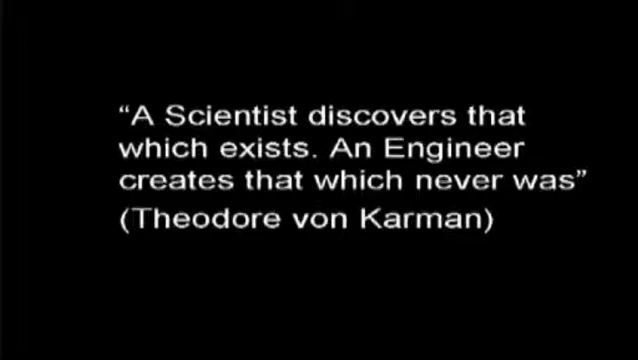 “A Scientist discovers that
which exists. An Engineer
creates that which never was”
(Theodore von Karman)